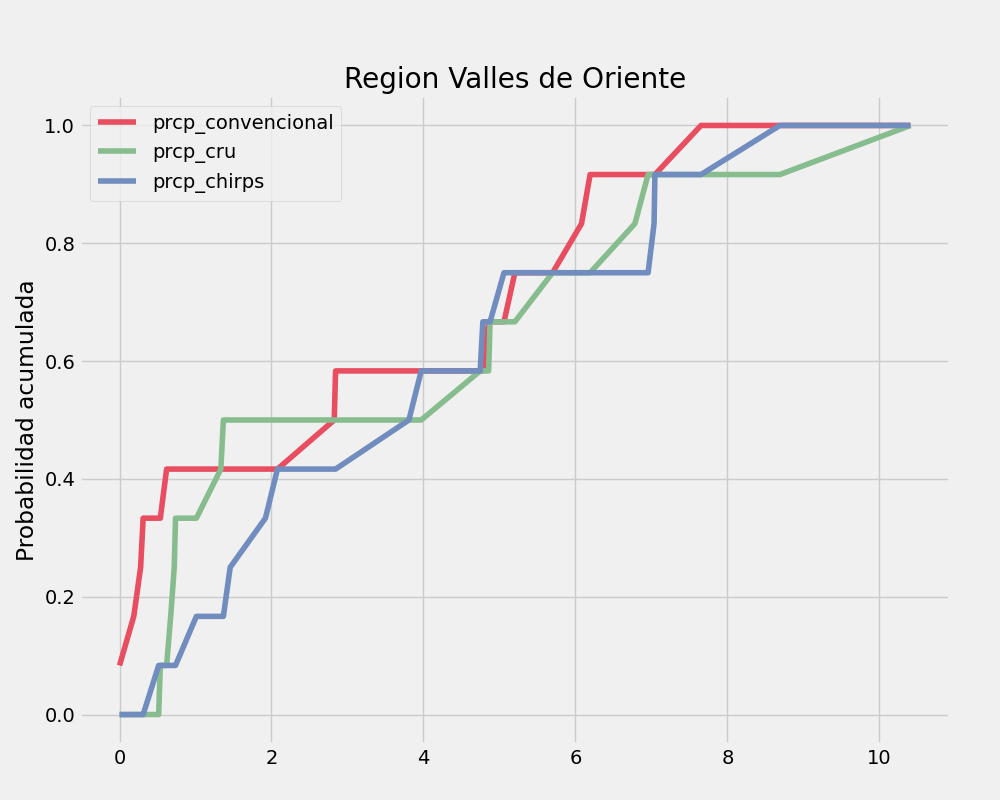 Region Valles de Oriente
prcp_convencional
prcp_cru
prcp_chirps
Probabilidad acumulada
1.0
0.8
0.6
0.4
0.2
0.0
0 2 4 6 8 10